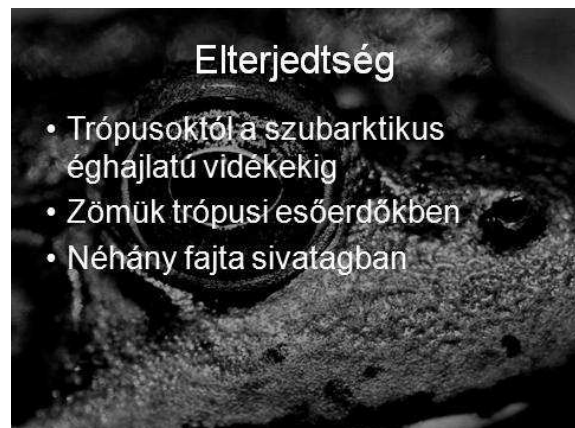 Elterjedtség
• Trópusoktól a szubarktikus
éghajlatú vidékekig
• Zömük trópusi esőerdőkben
• Néhány fajta sivatagban